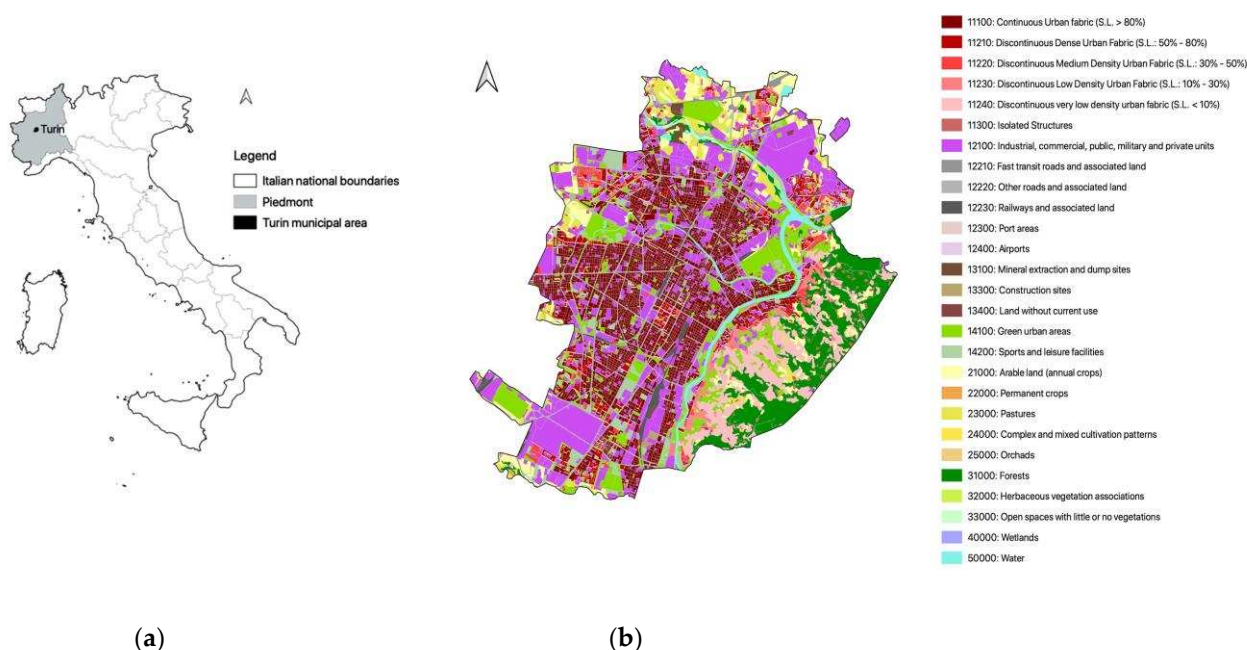 Turin
Legend
Italian national boundaries
Piedmont
Turin municipal area
11100: Continuous Urban fabric (S.L. > 80%)
11210: Discontinuous Dense Urban Fabric (S.L.: 50% - 80%)
11220: Discontinuous Medium Density Urban Fabric (S.L.: 30% - 50%)
11230: Discontinuous Low Density Urban Fabric (S.L.: 10% - 30%)
11240: Discontinuous very low density urban fabric (S.L. < 10%)
11300: Isolated Structures
12100: Industrial, commercial, public, military and private units
12210: Fast transit roads and associated land
12220: Other roads and associated land
12230: Railways and associated land
12300: Port areas
12400: Airports
13100: Mineral extraction and dump sites
13300: Construction sites
13400: Land without current use
14100: Green urban areas
14200: Sports and leisure facilities
21000: Arable land (annual crops)
22000: Permanent crops
23000: Pastures
24000: Complex and mixed cultivation patterns
25000: Orchads
31000: Forests
32000: Herbaceous vegetation associations
33000: Open spaces with little or no vegetations
40000: Wetlands
50000: Water
(a)
(b)